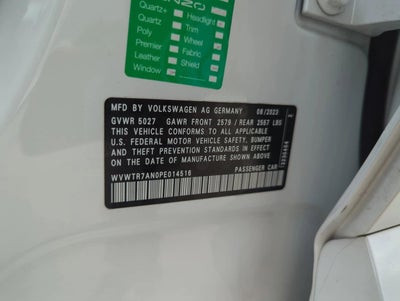 Quartz+
Quartz
Poly
Premier
Leather
Window
Headlight
Trim
Wheel
Fabric
Shield
MFD BY VOLKSWAGEN AG GERMANY 08/2023
GVWR 5027 GAWR FRONT 2579 / REAR 2557 LBS
THIS VEHICLE CONFORMS TO ALL APPLICABLE
U.S. FEDERAL MOTOR VEHICLE SAFETY, BUMPER
AND THEFT PREVENTION STANDARDS IN EFFECT
ON THE DATE OF MANUFACTURE SHOWN ABOVE.
WVWTR7AN0PE014516 PASSENGER CAR